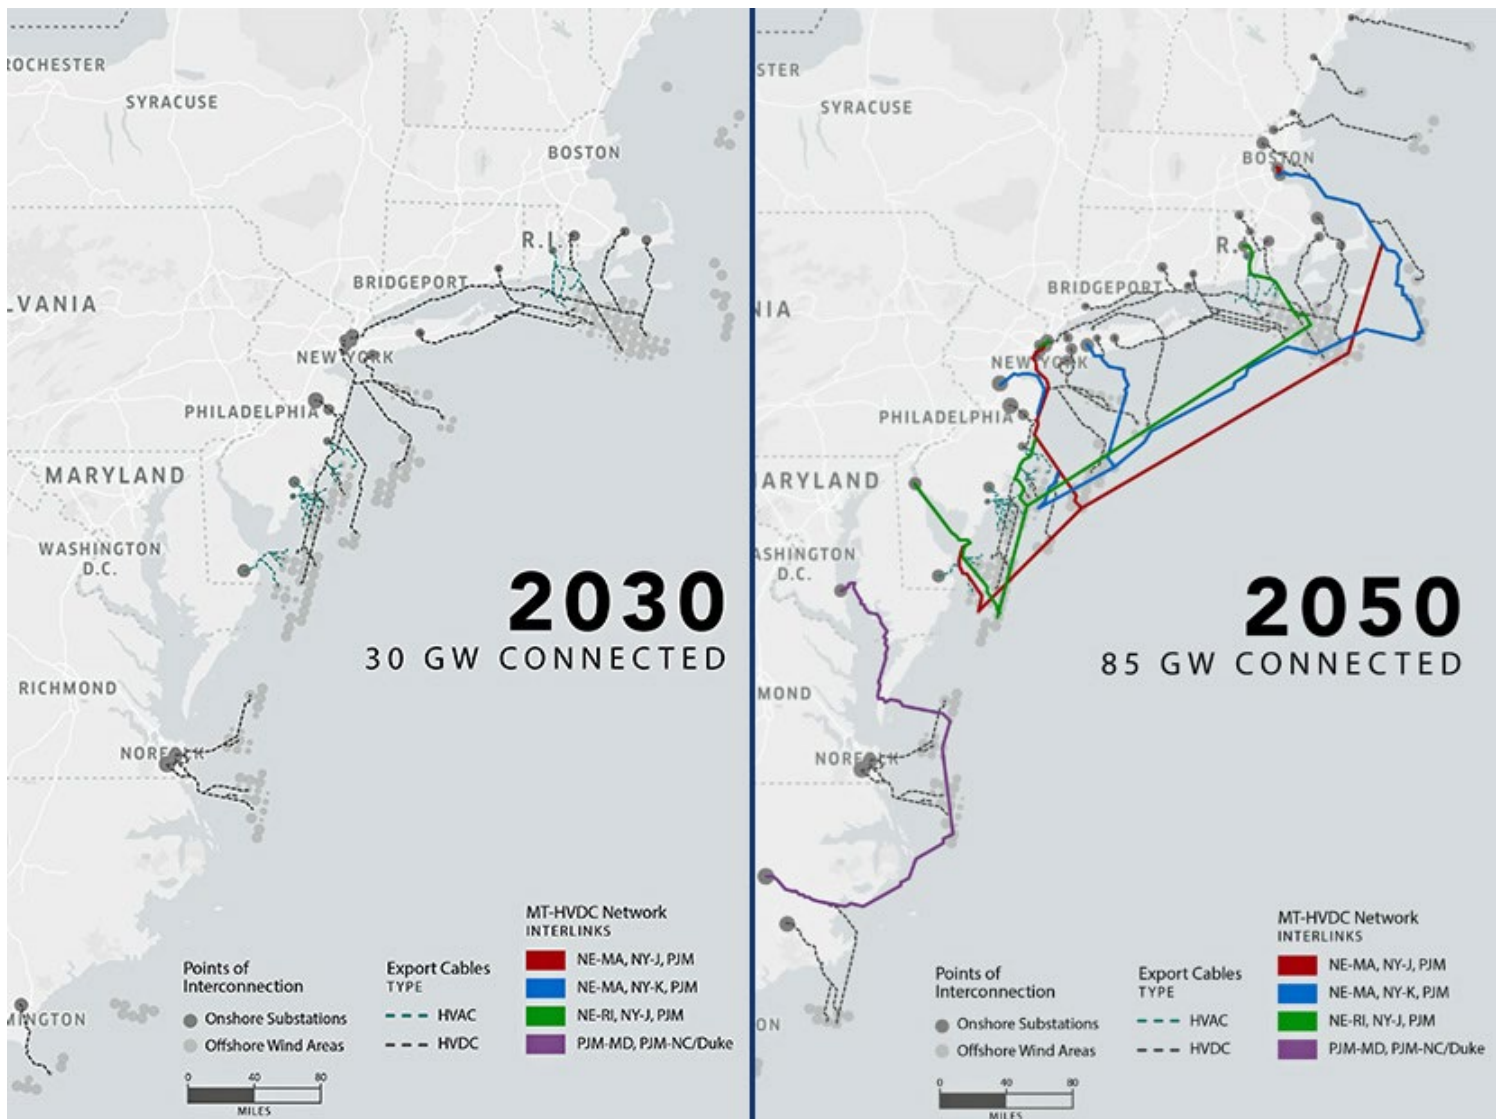 ROCHESTER
SYRACUSE
BOSTON
R.I.
BRIDGEPORT
LVANIA
NEW YORK
PHILADELPHIA
MARYLAND
WASHINGTON
D.C.
2030
30 GW CONNECTED
RICHMOND
NORFOLK
MT-HVDC Network
INTERLINKS
NE-MA, NY-J, PJM
NE-MA, NY-K, PJM
NE-RI, NY-J, PJM
PJM-MD, PJM-NC/Duke
Points of
Interconnection
Onshore Substations
Offshore Wind Areas
Export Cables
TYPE
HVAC
HVDC
MINGTON
0 40 80
MILES
STER
SYRACUSE
BOSTON
R.
BRIDGEPORT
NIA
NEW YORK
PHILADELPHIA
ARYLAND
ASHINGTON
D.C.
2050
85 GW CONNECTED
MOND
NORFOLK
MT-HVDC Network
INTERLINKS
NE-MA, NY-J, PJM
NE-MA, NY-K, PJM
NE-RI, NY-J, PJM
PJM-MD, PJM-NC/Duke
Points of
Interconnection
Onshore Substations
Offshore Wind Areas
Export Cables
TYPE
HVAC
HVDC
ON
0 40 80
MILES